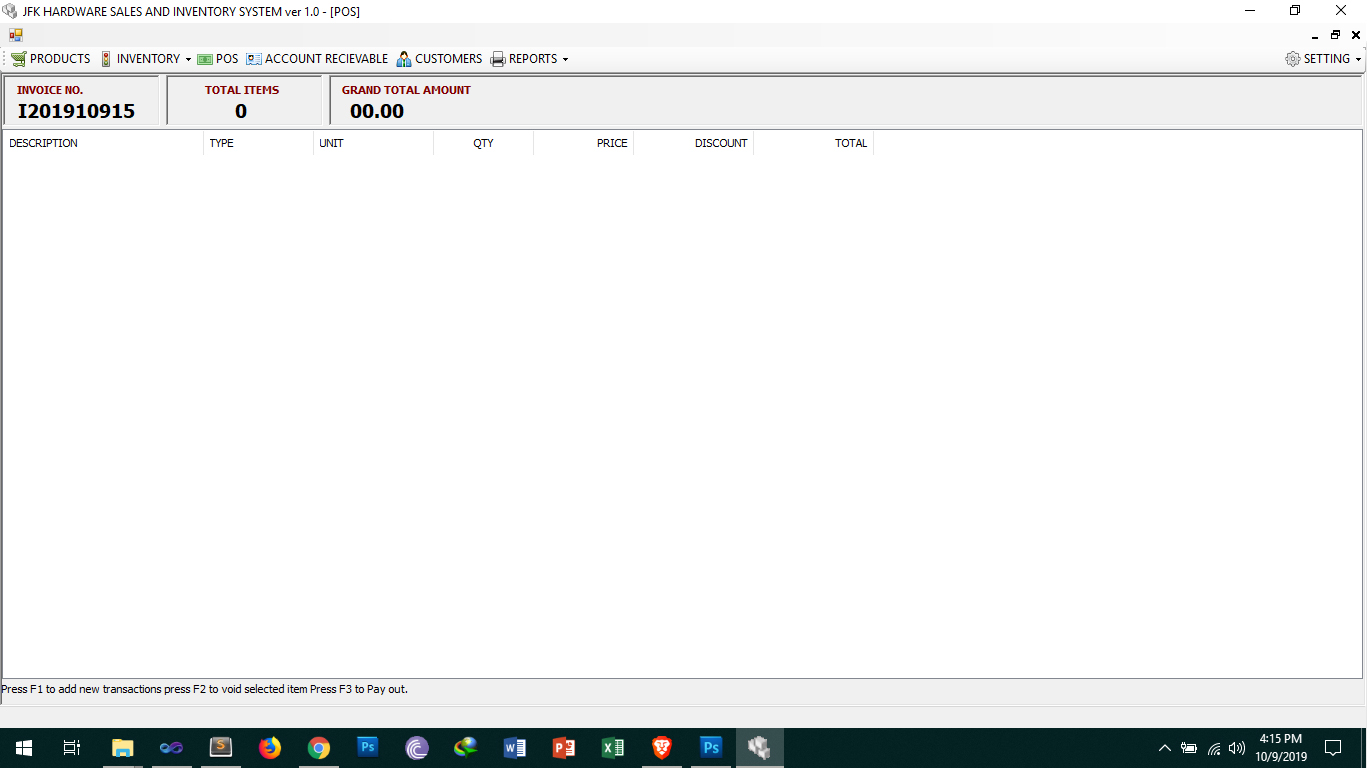 JFK HARDWARE SALES AND INVENTORY SYSTEM ver 1.0 - [POS]
PRODUCTS INVENTORY POS ACCOUNT RECIEVABLE CUSTOMERS REPORTS SETTING
INVOICE NO. TOTAL ITEMS GRAND TOTAL AMOUNT
I201910915 0 00.00
DESCRIPTION TYPE UNIT QTY PRICE DISCOUNT TOTAL
Press F1 to add new transactions press F2 to void selected item Press F3 to Pay out.
S Ps W P X Ps
4:15 PM
10/9/2019